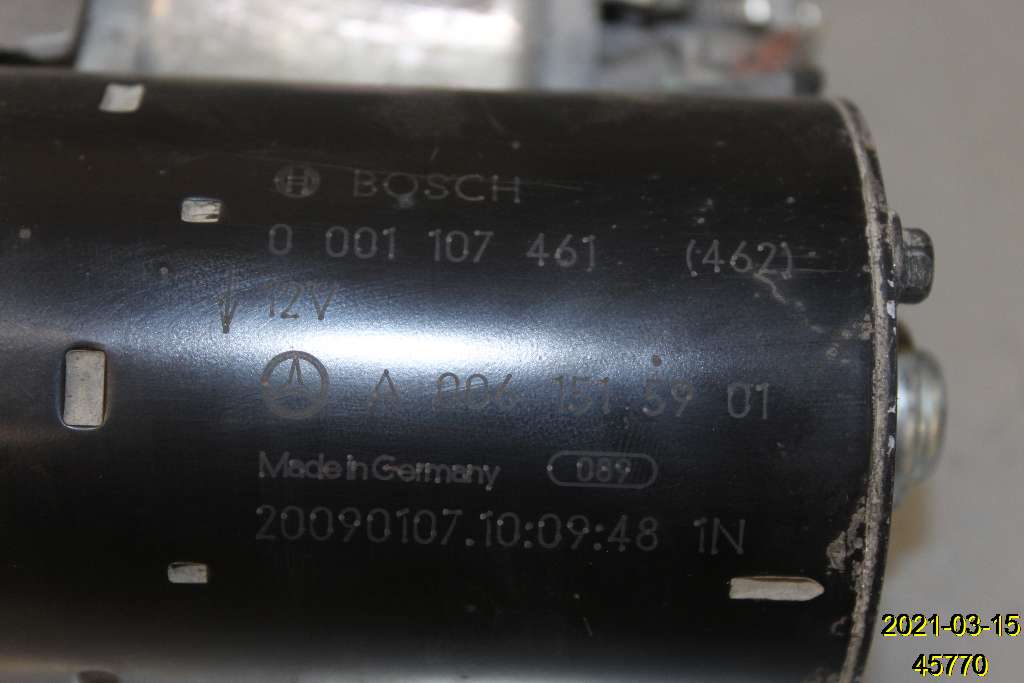 BOSCH
0 001 107 461 (462)
12V
A 006 151 59 01
Made in Germany 089
20090107.10:09:48 1N
2021-03-15
45770